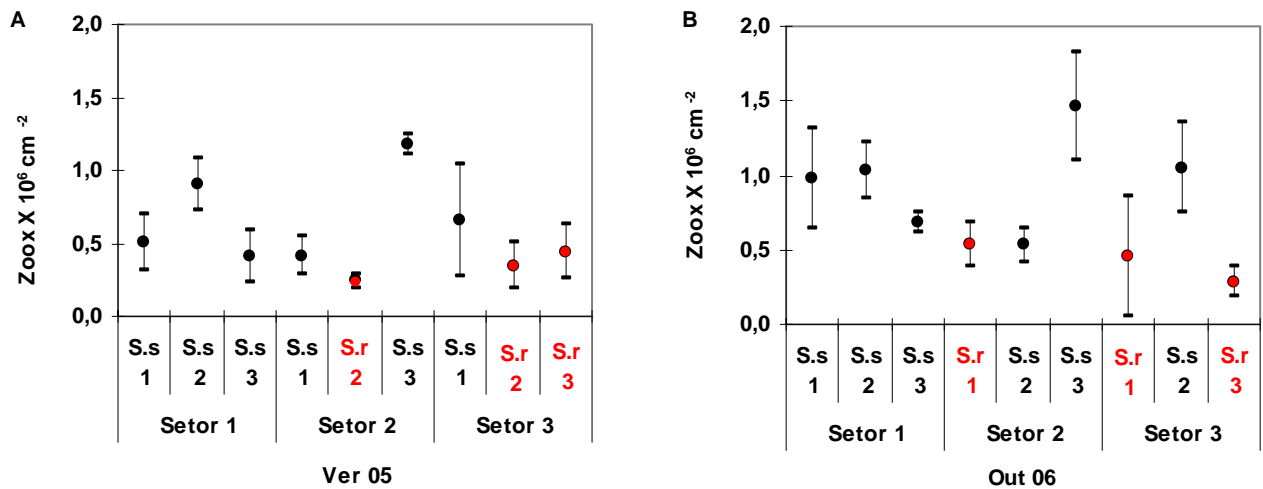 A
Zoox X 10⁶ cm ⁻²
2,0
1,5
1,0
0,5
0,0
S.s S.s S.s S.s S.r S.s S.s S.r S.r
1 2 3 1 2 3 1 2 3
Setor 1 Setor 2 Setor 3
Ver 05
B
Zoox X 10⁶ cm ⁻²
2,0
1,5
1,0
0,5
0,0
S.s S.s S.s S.r S.s S.s S.r S.s S.r
1 2 3 1 2 3 1 2 3
Setor 1 Setor 2 Setor 3
Out 06